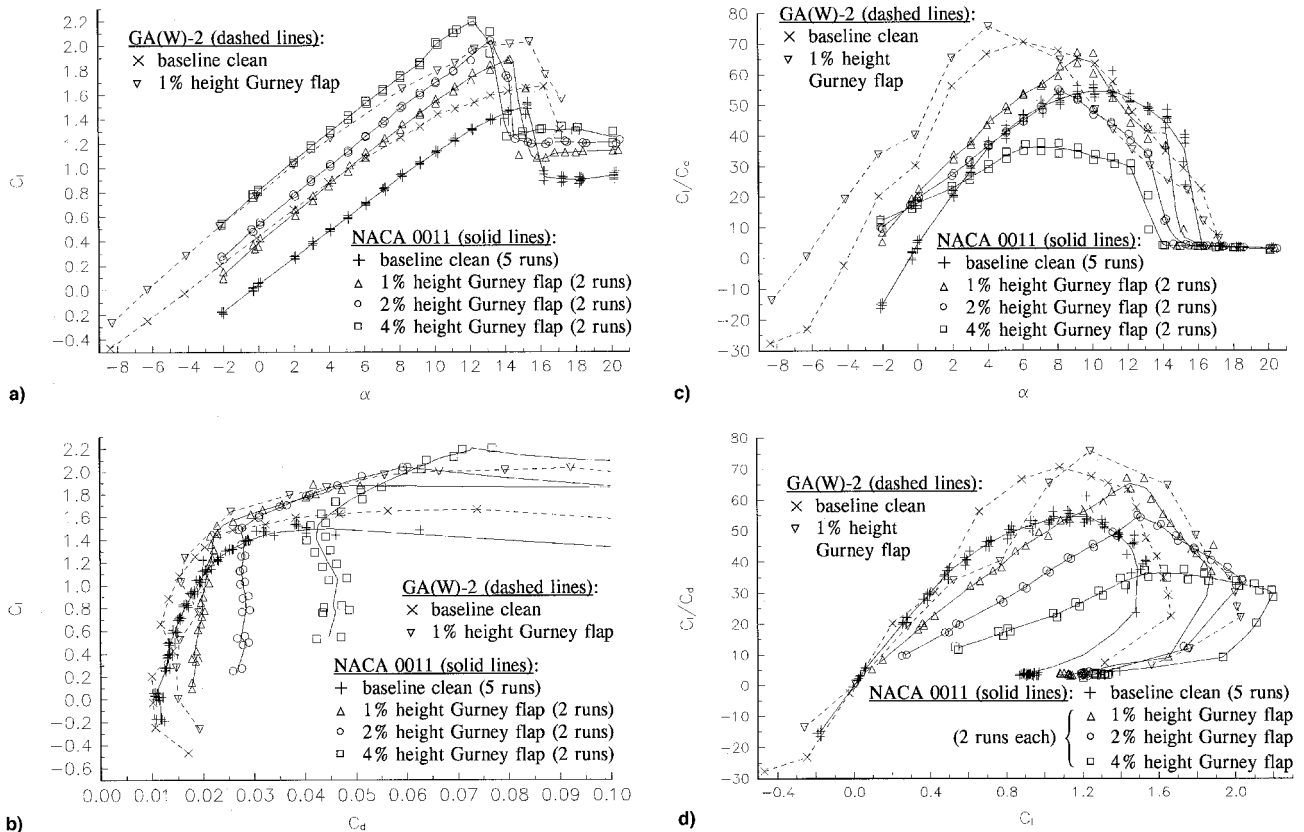 2.2
2.0
1.8
1.6
1.4
1.2
1.0
0.8
0.6
0.4
0.2
0.0
-0.2
-0.4
Cl
GA(W)-2 (dashed lines):
baseline clean
1% height Gurney flap
NACA 0011 (solid lines):
baseline clean (5 runs)
1% height Gurney flap (2 runs)
2% height Gurney flap (2 runs)
4% height Gurney flap (2 runs)
-8 -6 -4 -2 0 2 4 6 8 10 12 14 16 18 20
α
a)
80
70
60
50
40
30
20
10
0
-10
-20
-30
Cl/Cd
GA(W)-2 (dashed lines):
baseline clean
1% height
Gurney flap
NACA 0011 (solid lines):
baseline clean (5 runs)
1% height Gurney flap (2 runs)
2% height Gurney flap (2 runs)
4% height Gurney flap (2 runs)
-8 -6 -4 -2 0 2 4 6 8 10 12 14 16 18 20
α
c)
2.2
2.0
1.8
1.6
1.4
1.2
1.0
0.8
0.6
0.4
0.2
0.0
-0.2
-0.4
-0.6
Cl
GA(W)-2 (dashed lines):
baseline clean
1% height Gurney flap
NACA 0011 (solid lines):
baseline clean (5 runs)
1% height Gurney flap (2 runs)
2% height Gurney flap (2 runs)
4% height Gurney flap (2 runs)
0.00 0.01 0.02 0.03 0.04 0.05 0.06 0.07 0.08 0.09 0.10
Cd
b)
80
70
60
50
40
30
20
10
0
-10
-20
-30
Cl/Cd
GA(W)-2 (dashed lines):
baseline clean
1% height
Gurney flap
NACA 0011 (solid lines):
baseline clean (5 runs)
(2 runs each)
1% height Gurney flap
2% height Gurney flap
4% height Gurney flap
-0.4 0.0 0.4 0.8 1.2 1.6 2.0
Cl
d)